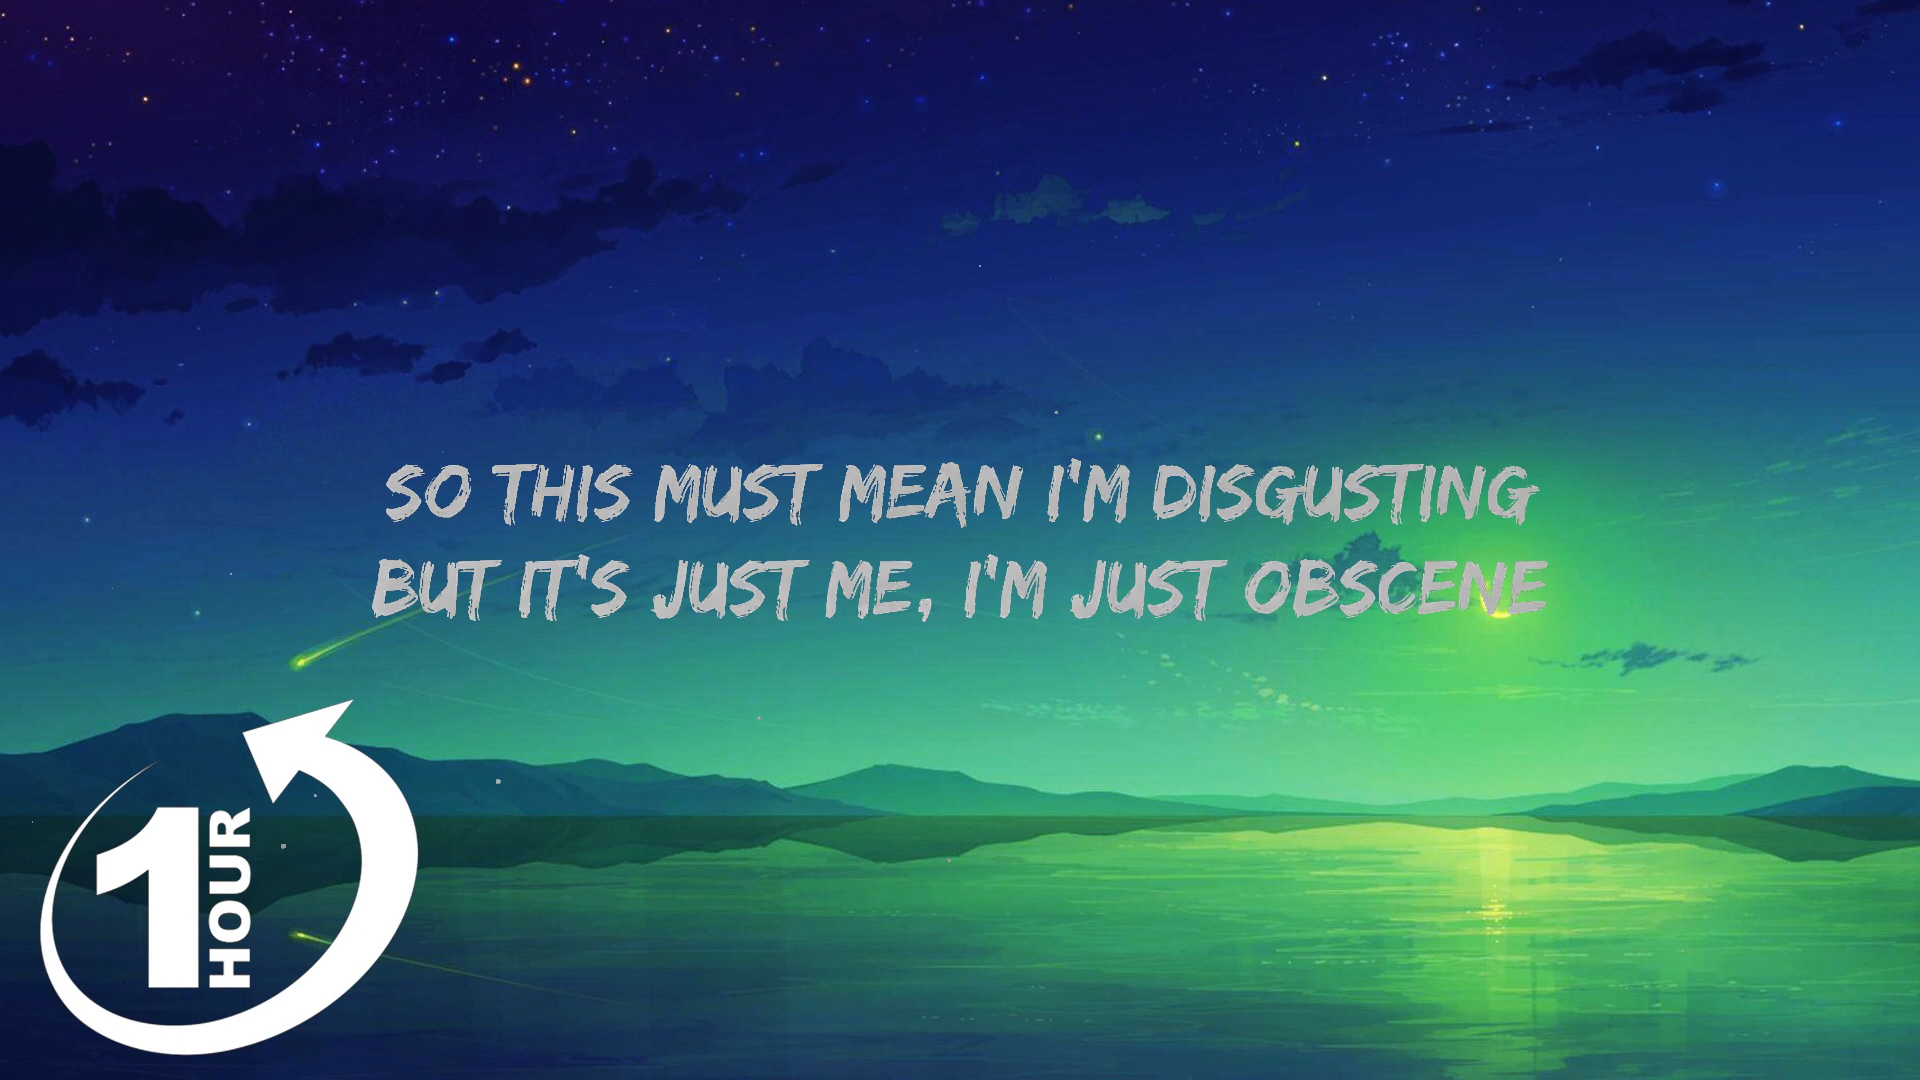 SO THIS MUST MEAN I'M DISGUSTING
BUT IT'S JUST ME, I'M JUST OBSCENE
1
HOUR